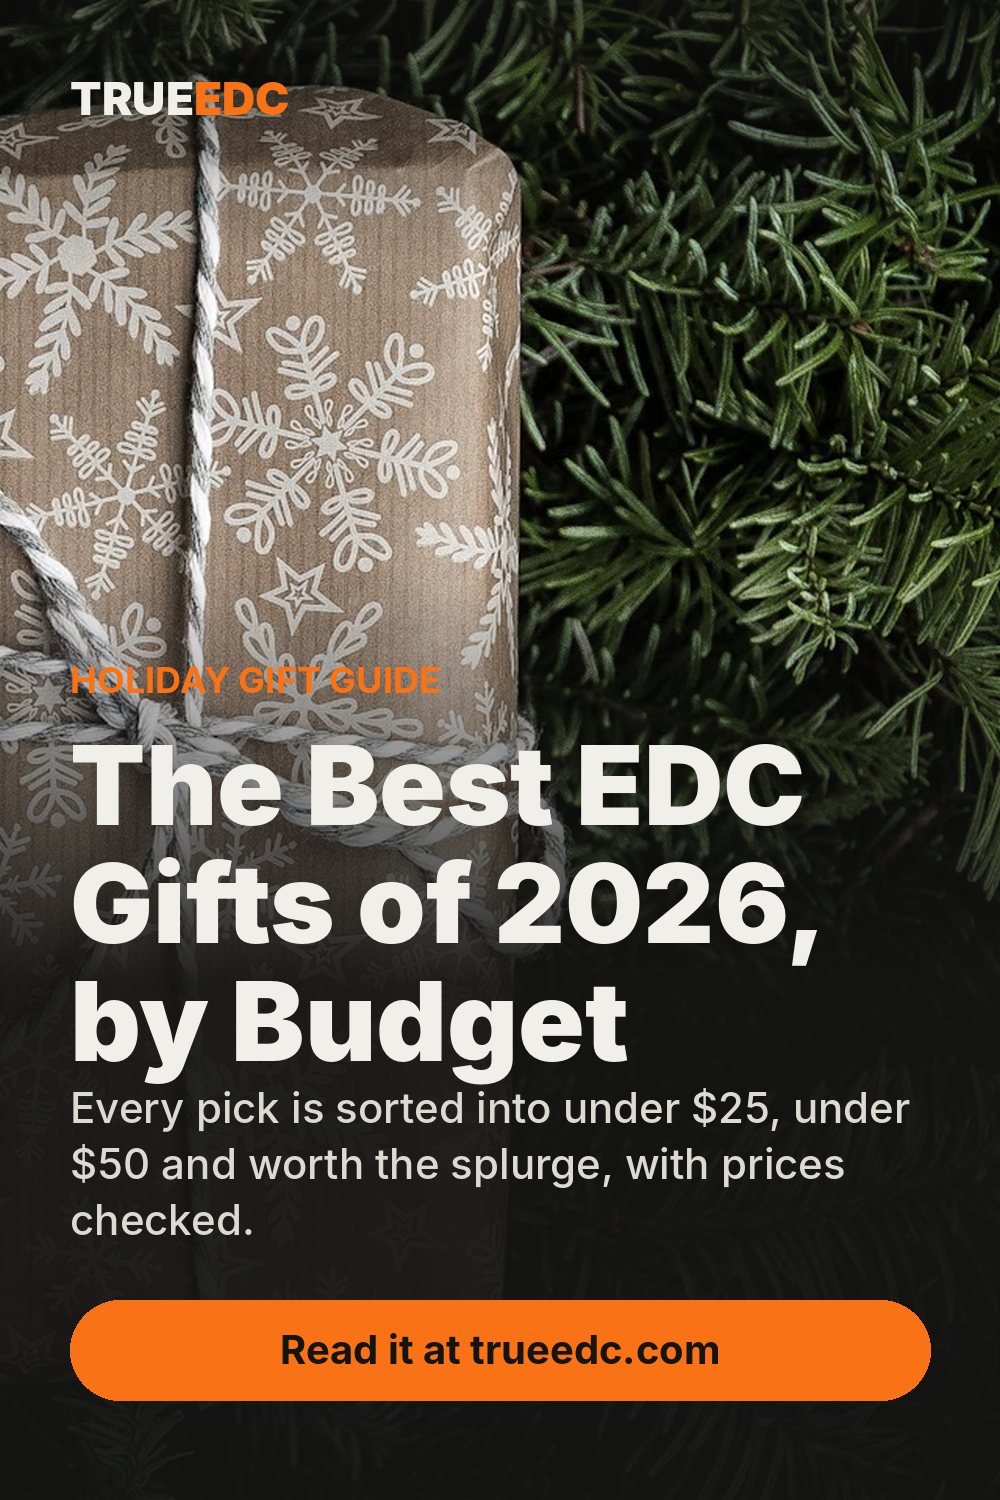 TRUEEDC
HOLIDAY GIFT GUIDE
The Best EDC
Gifts of 2026,
by Budget
Every pick is sorted into under $25, under
$50 and worth the splurge, with prices
checked.
Read it at trueedc.com